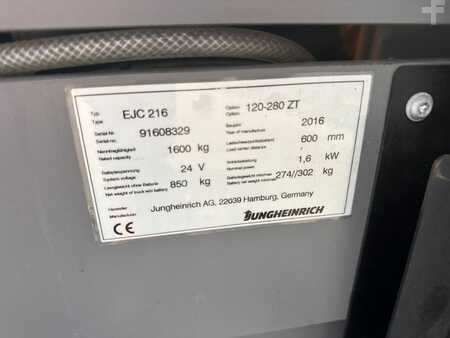 Typ EJC 216 Option 120-280 ZT
Type Option
Serial-Nr. 91608329 Baujahr 2016
Serial-no. Year of manufacture
Nenntragfähigkeit 1600 kg Lastschwerpunktabstand 600 mm
Rated capacity Load center distance
Batteriespannung 24 V Antriebsleistung 1,6 kW
System voltage Nominal power
Leergewicht ohne Batterie 850 kg Batteriegewicht min/max 274//302 kg
Net weight of truck w/o battery Battery net weight min/max
Hersteller Jungheinrich AG, 22039 Hamburg, Germany
Manufacturer
CE JUNGHEINRICH